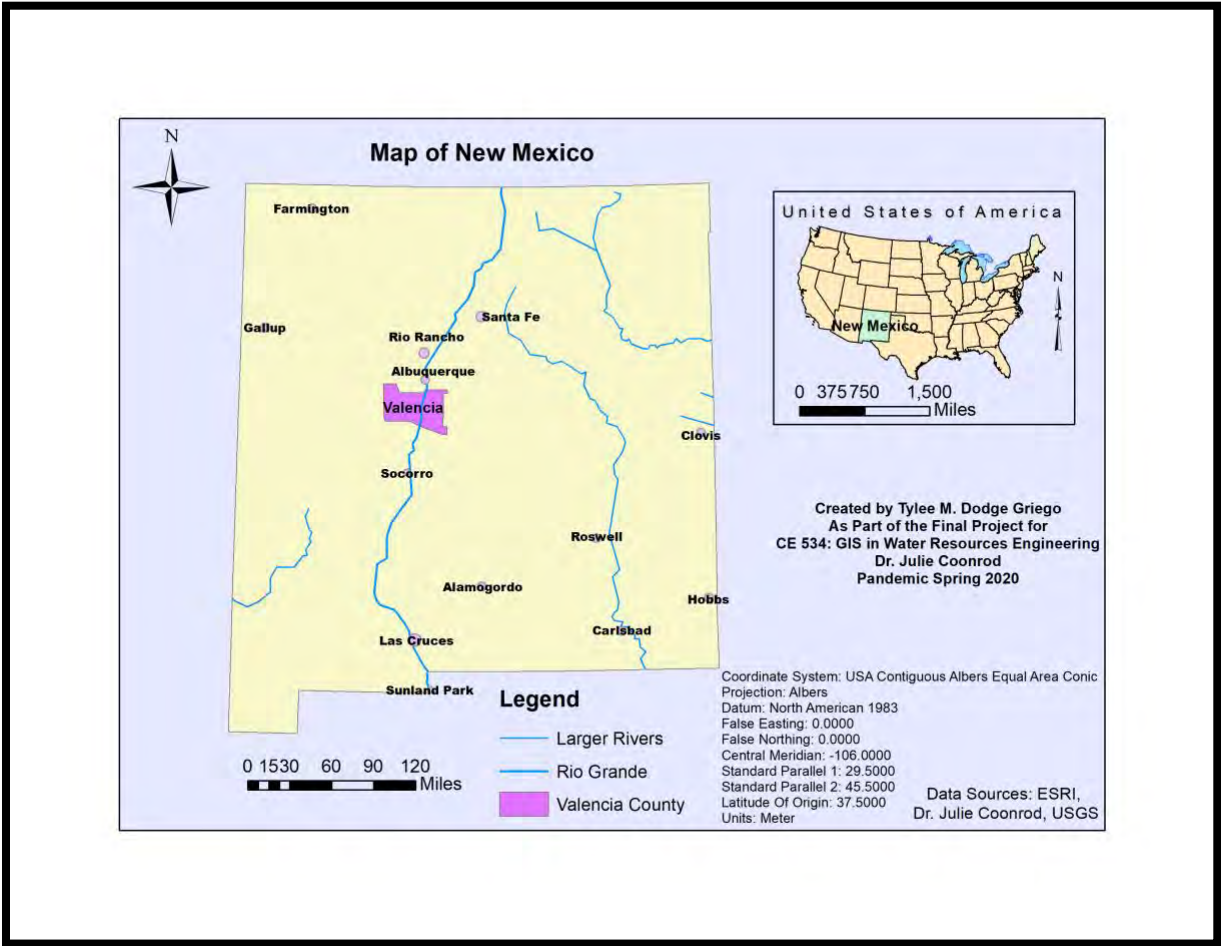 N
Map of New Mexico
Farmington
Gallup
Santa Fe
Rio Rancho
Albuquerque
Valencia
Clovis
Socorro
Roswell
Alamogordo
Hobbs
Carlsbad
Las Cruces
Sunland Park
United States of America
N
New Mexico
0 375 750 1,500
Miles
Created by Tylee M. Dodge Griego
As Part of the Final Project for
CE 534: GIS in Water Resources Engineering
Dr. Julie Coonrod
Pandemic Spring 2020
Legend
Larger Rivers
Rio Grande
Valencia County
0 15 30 60 90 120
Miles
Coordinate System: USA Contiguous Albers Equal Area Conic
Projection: Albers
Datum: North American 1983
False Easting: 0.0000
False Northing: 0.0000
Central Meridian: -106.0000
Standard Parallel 1: 29.5000
Standard Parallel 2: 45.5000
Latitude Of Origin: 37.5000
Units: Meter
Data Sources: ESRI,
Dr. Julie Coonrod, USGS